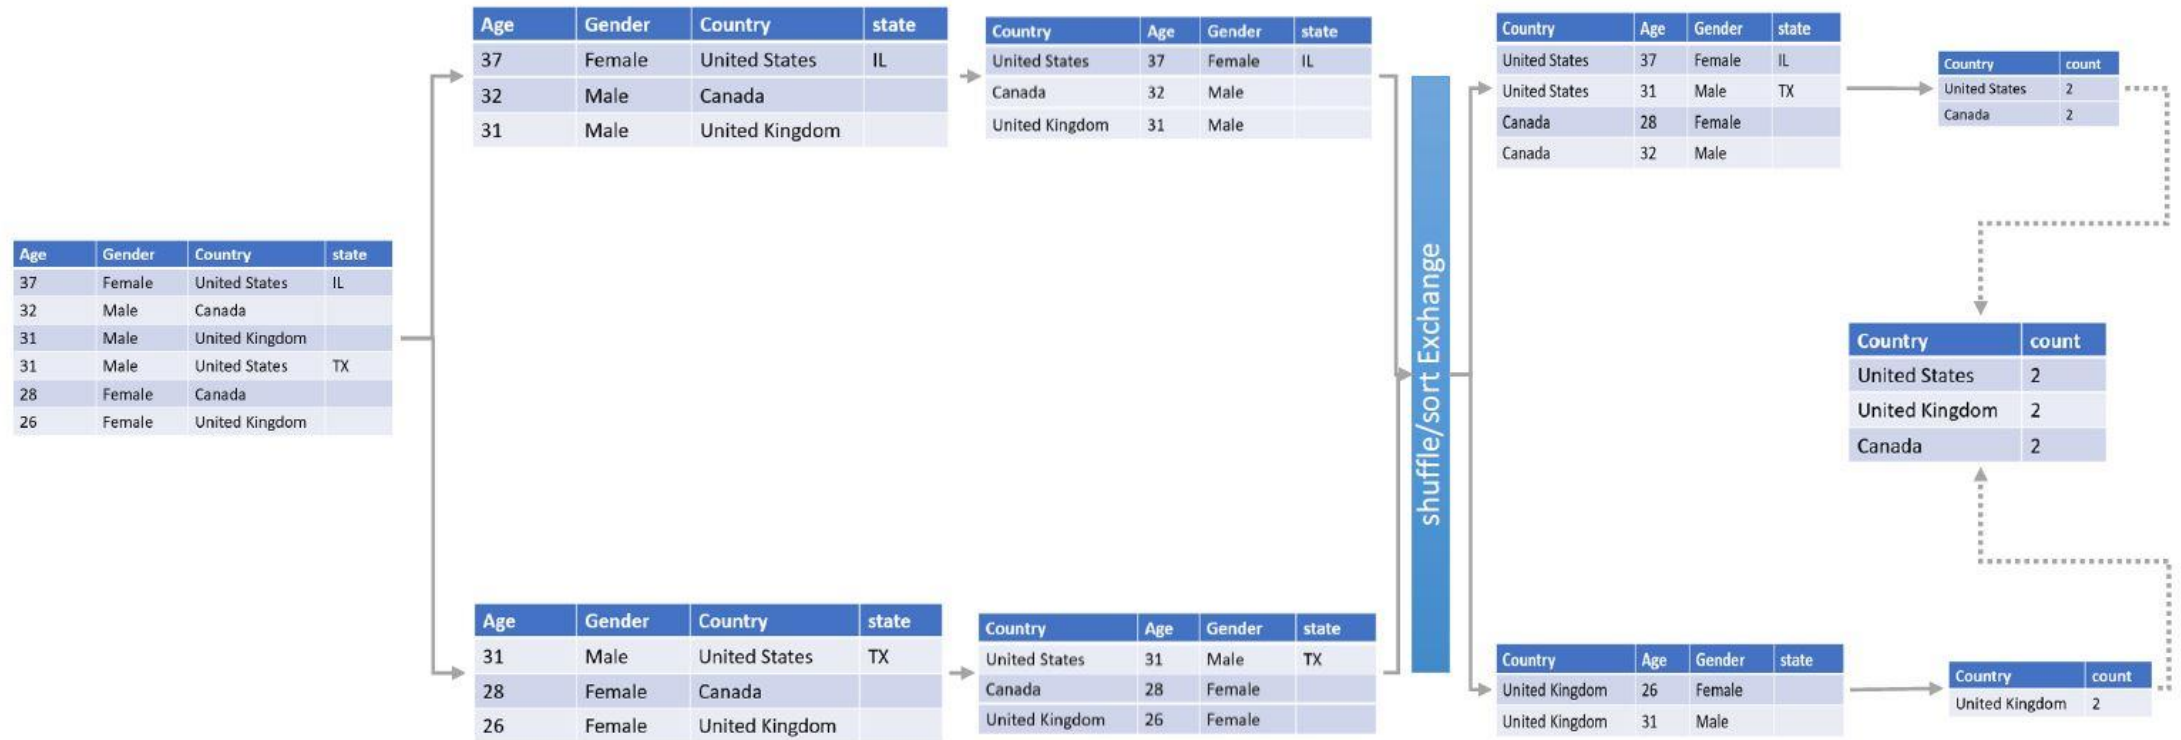 Age Gender Country state
37 Female United States IL
32 Male Canada
31 Male United Kingdom
31 Male United States TX
28 Female Canada
26 Female United Kingdom
Age Gender Country state
37 Female United States IL
32 Male Canada
31 Male United Kingdom
Country Age Gender state
United States 37 Female IL
Canada 32 Male
United Kingdom 31 Male
Age Gender Country state
31 Male United States TX
28 Female Canada
26 Female United Kingdom
Country Age Gender state
United States 31 Male TX
Canada 28 Female
United Kingdom 26 Female
shuffle/sort Exchange
Country Age Gender state
United States 37 Female IL
United States 31 Male TX
Canada 28 Female
Canada 32 Male
Country count
United States 2
Canada 2
Country Age Gender state
United Kingdom 26 Female
United Kingdom 31 Male
Country count
United Kingdom 2
Country count
United States 2
United Kingdom 2
Canada 2